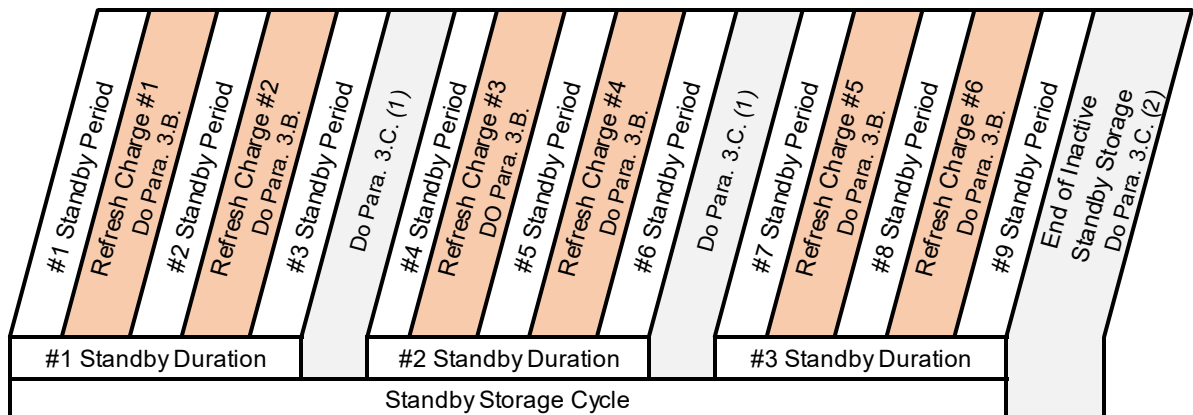 #1 Standby Period
Refresh Charge #1
Do Para. 3.B.
#2 Standby Period
Refresh Charge #2
Do Para. 3.B.
#3 Standby Period
Do Para. 3.C. (1)
#4 Standby Period
Refresh Charge #3
DO Para. 3.B.
#5 Standby Period
Refresh Charge #4
Do Para. 3.B.
#6 Standby Period
Do Para. 3.C. (1)
#7 Standby Period
Refresh Charge #5
Do Para. 3.B.
#8 Standby Period
Refresh Charge #6
Do Para. 3.B.
#9 Standby Period
End of Inactive
Standby Storage
Do Para. 3.C. (2)
#1 Standby Duration
#2 Standby Duration
#3 Standby Duration
Standby Storage Cycle